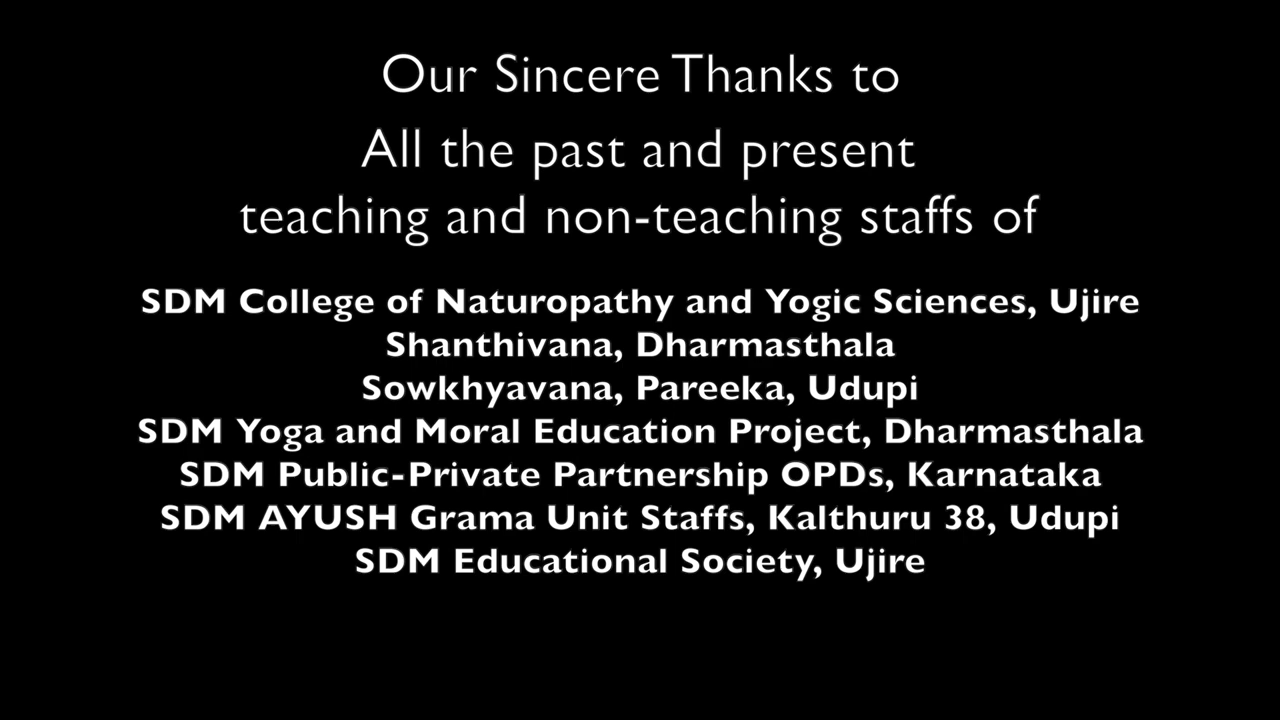 Our Sincere Thanks to
All the past and present
teaching and non-teaching staffs of
SDM College of Naturopathy and Yogic Sciences, Ujire
Shanthivana, Dharmasthala
Sowkhyavana, Pareeka, Udupi
SDM Yoga and Moral Education Project, Dharmasthala
SDM Public-Private Partnership OPDs, Karnataka
SDM AYUSH Grama Unit Staffs, Kalthuru 38, Udupi
SDM Educational Society, Ujire